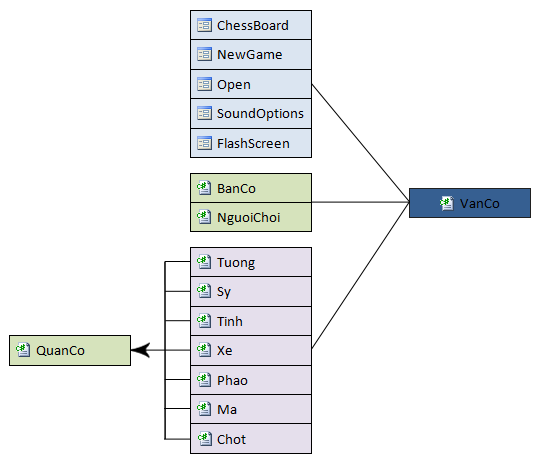 ChessBoard
NewGame
Open
SoundOptions
FlashScreen
BanCo
NguoiChoi
VanCo
Tuong
Sy
Tinh
Xe
Phao
Ma
Chot
QuanCo